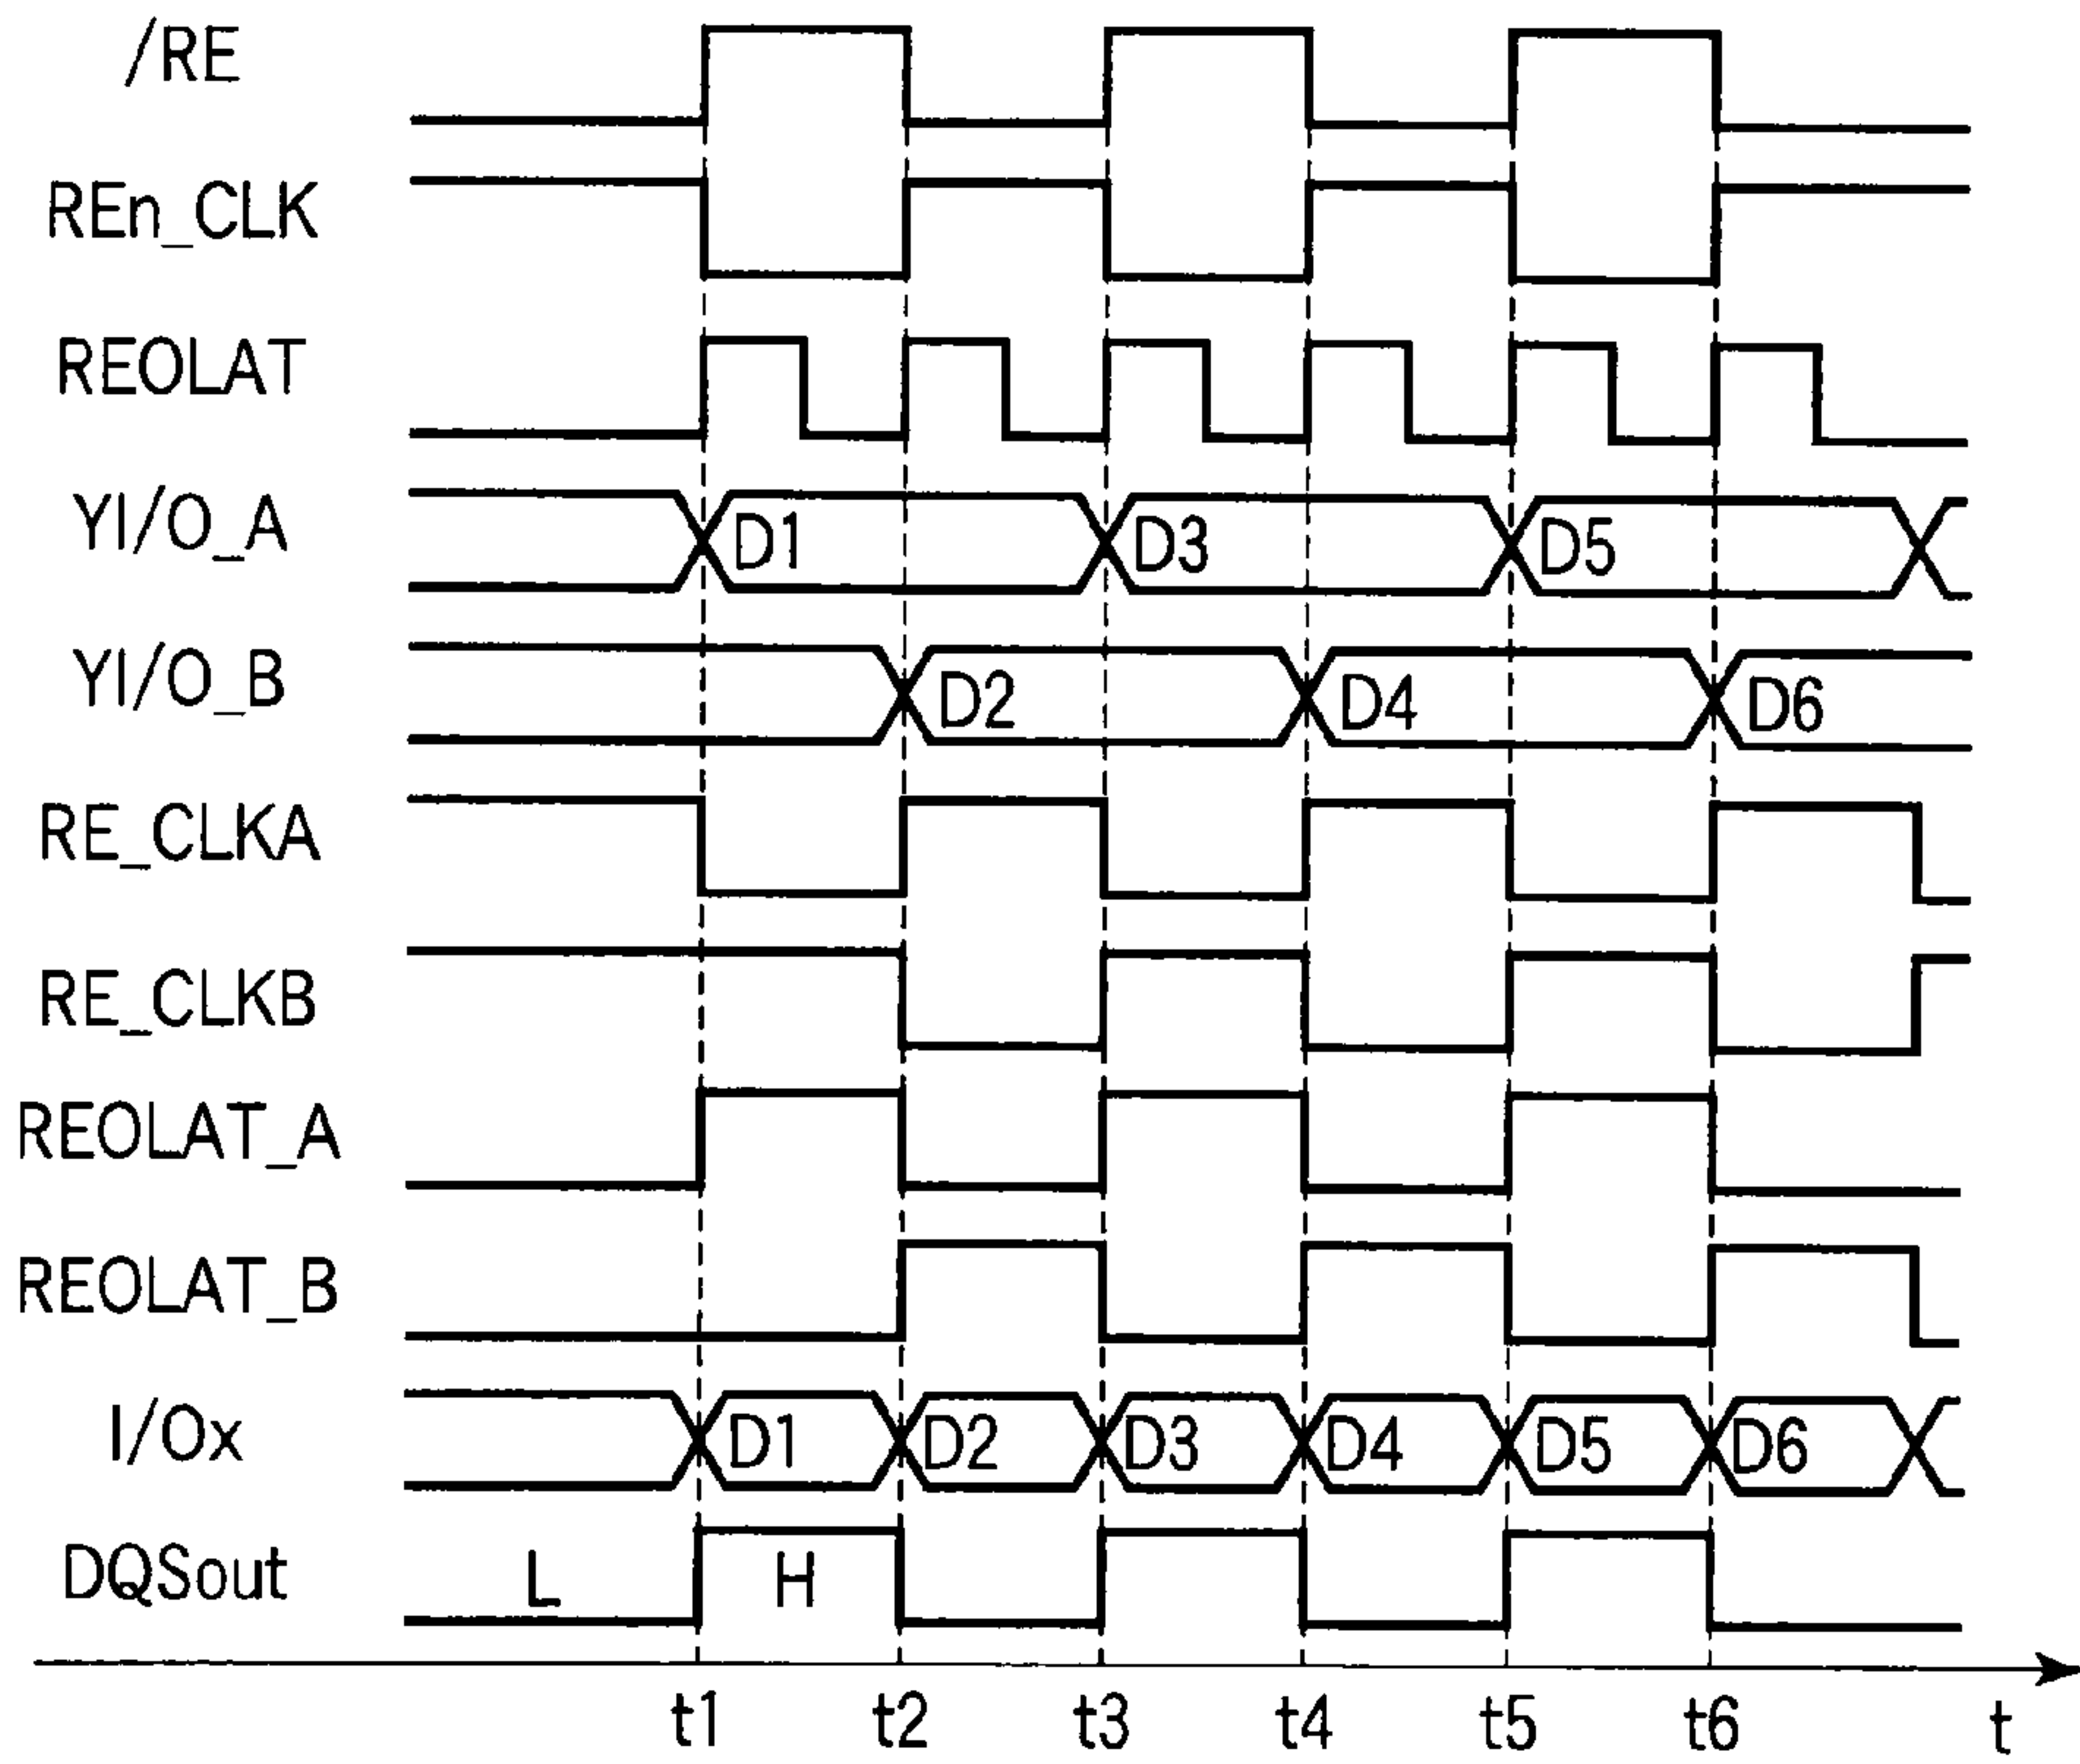 /RE
REn_CLK
REOLAT
YI/O_A
D1 D3 D5
YI/O_B
D2 D4 D6
RE_CLKA
RE_CLKB
REOLAT_A
REOLAT_B
I/Ox
D1 D2 D3 D4 D5 D6
DQSout
L H
t1 t2 t3 t4 t5 t6 t